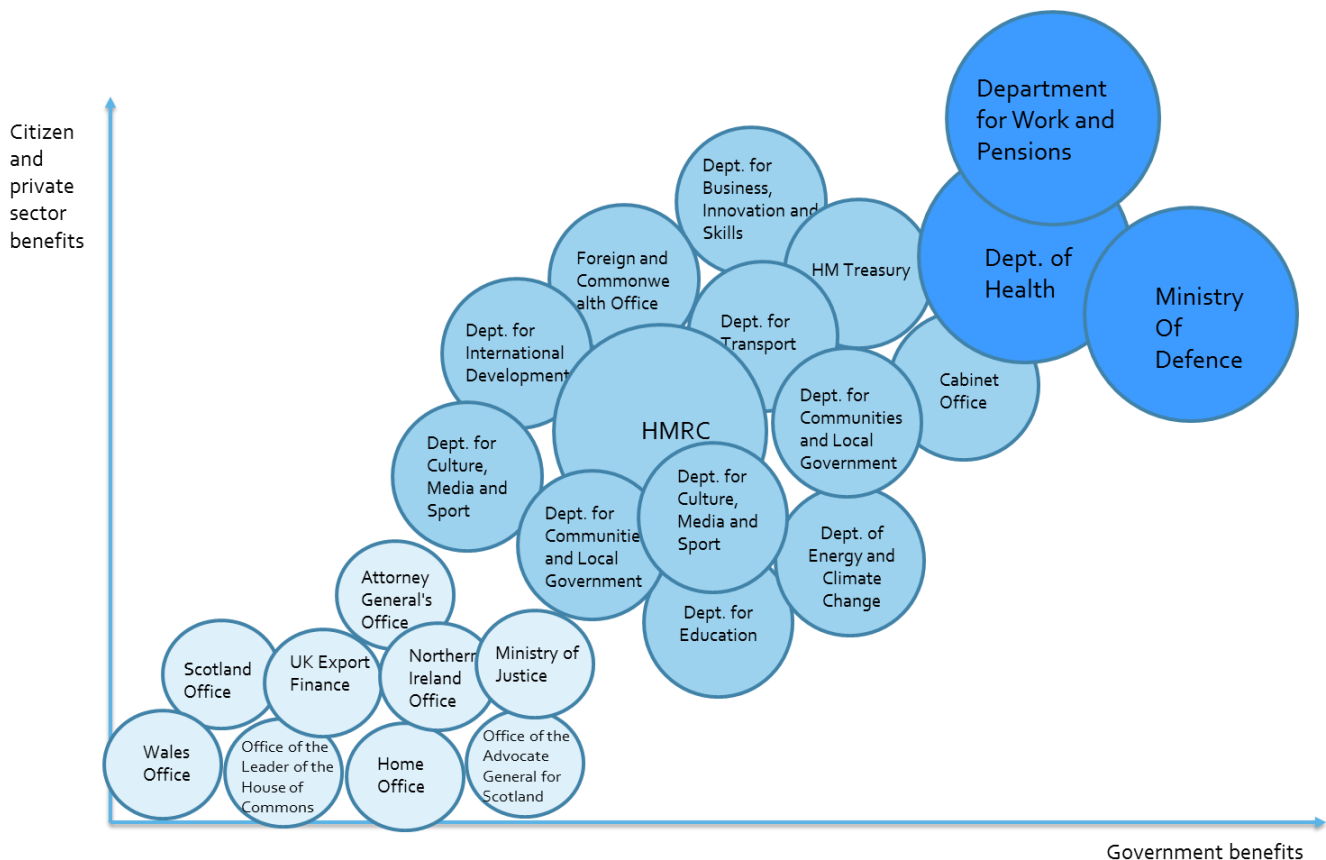 Citizen
and
private
sector
benefits
Department
for Work and
Pensions
Dept. for
Business,
Innovation and
Skills
Foreign and
Commonwe
alth Office
HM Treasury
Dept. of
Health
Ministry
Of
Defence
Dept. for
International
Development
Dept. for
Transport
Cabinet
Office
HMRC
Dept. for
Communities
and Local
Government
Dept. for
Culture,
Media and
Sport
Dept. for
Communitie
and Local
Government
Dept. for
Culture,
Media and
Sport
Dept. of
Energy and
Climate
Change
Dept. for
Education
Attorney
General's
Office
Scotland
Office
UK Export
Finance
Northern
Ireland
Office
Ministry of
Justice
Wales
Office
Office of the
Leader of the
House of
Commons
Home
Office
Office of the
Advocate
General for
Scotland
Government benefits